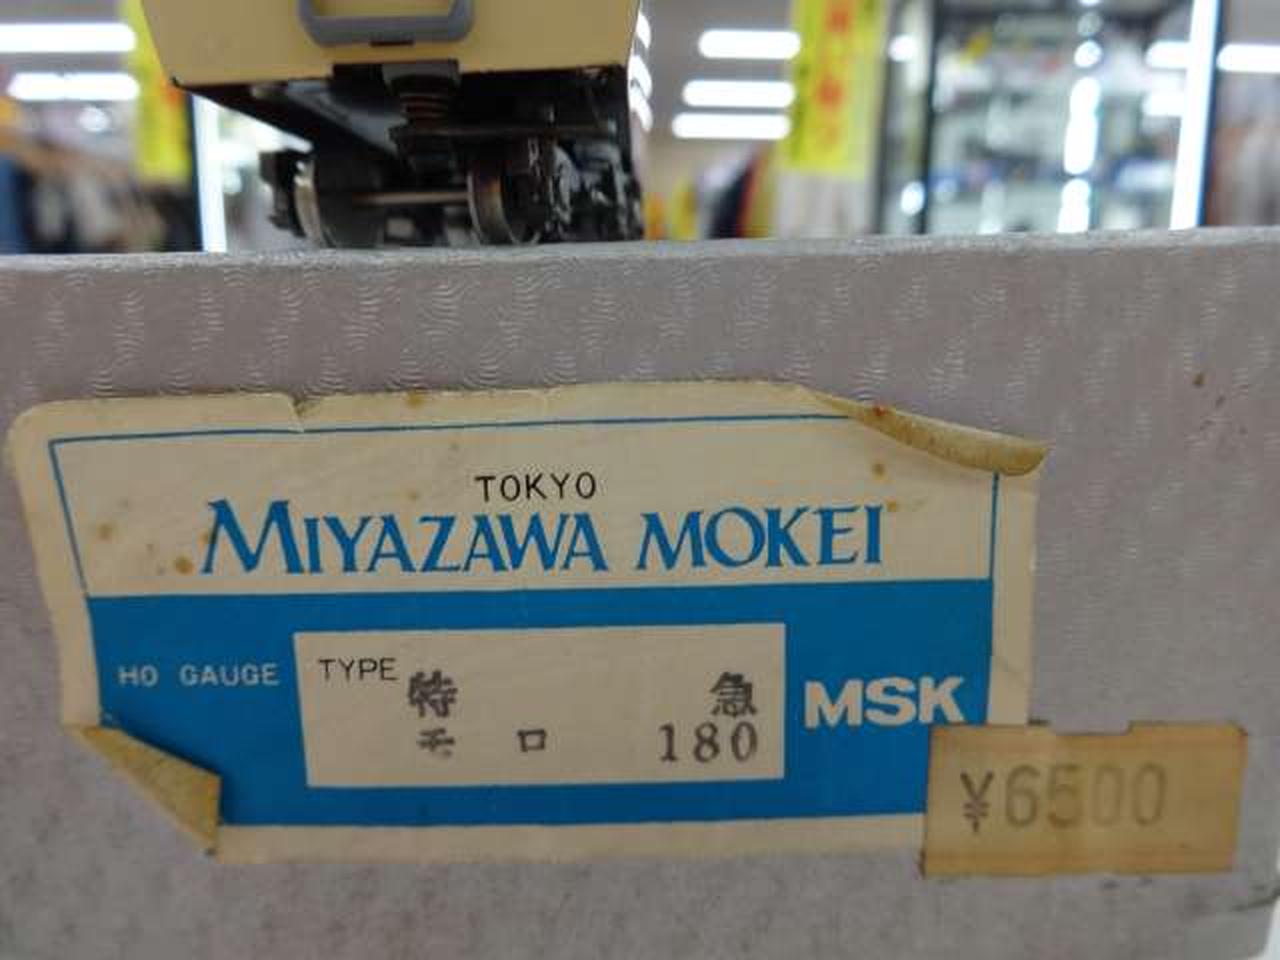 TOKYO
MIYAZAWA MOKEI
HO GAUGE
TYPE 特 急
モ ロ 180
MSK
¥6500